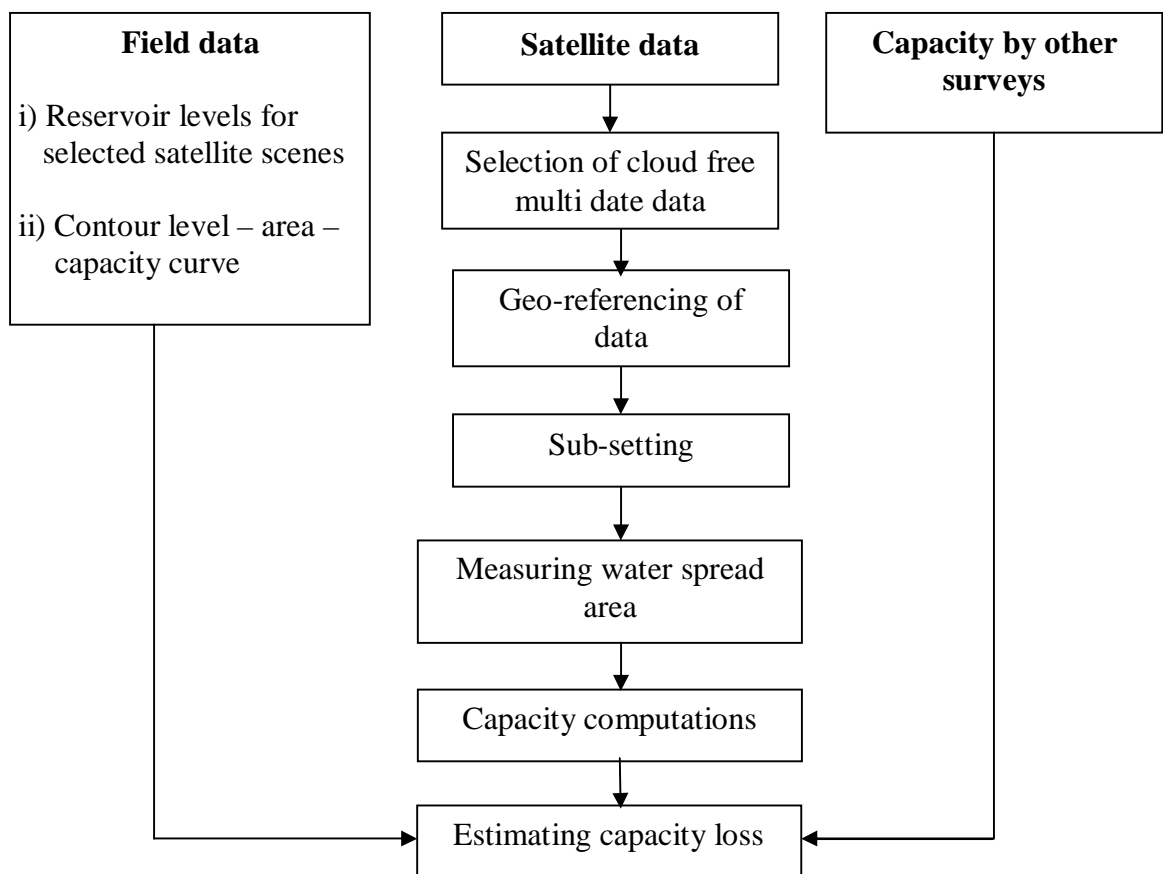 Field data
i) Reservoir levels for
selected satellite scenes
ii) Contour level – area –
capacity curve
Satellite data
Selection of cloud free
multi date data
Geo-referencing of
data
Sub-setting
Measuring water spread
area
Capacity computations
Estimating capacity loss
Capacity by other
surveys